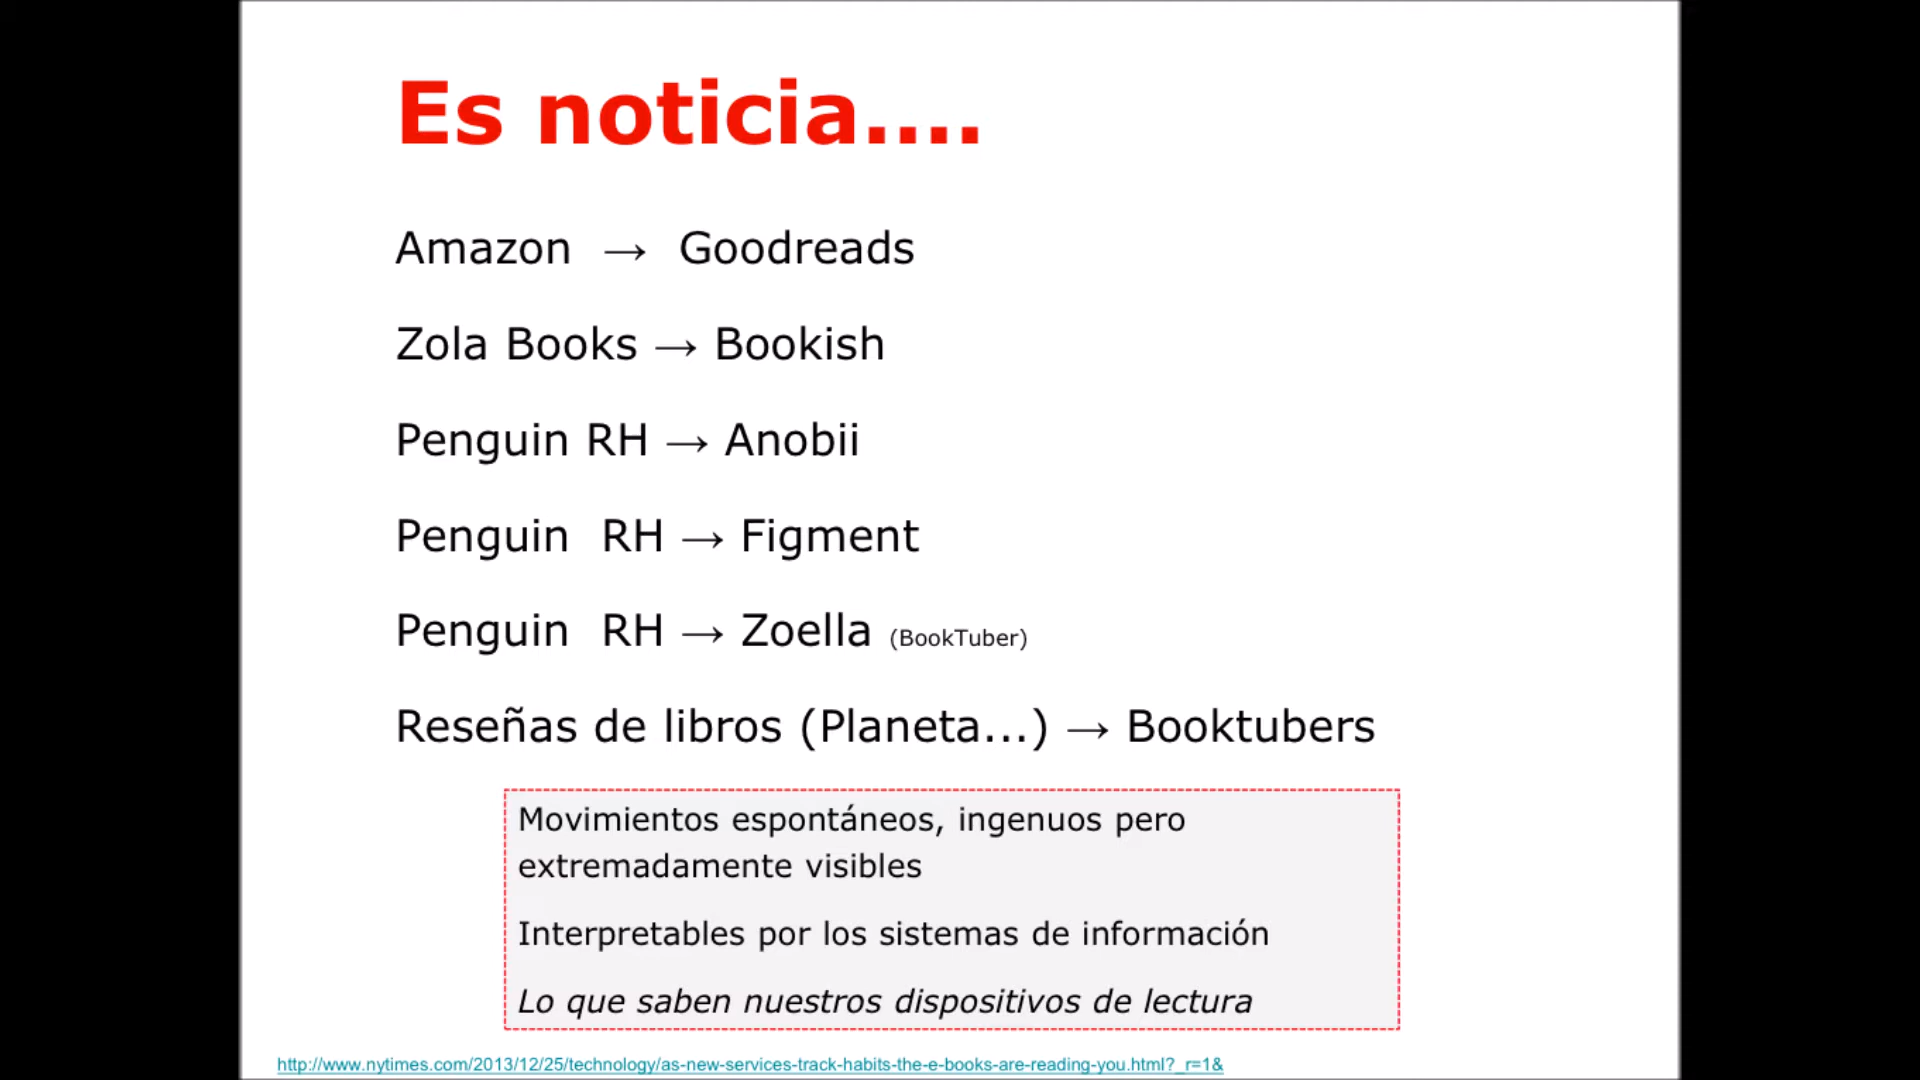 Es noticia....
Amazon → Goodreads
Zola Books → Bookish
Penguin RH → Anobii
Penguin RH → Figment
Penguin RH → Zoella (BookTuber)
Reseñas de libros (Planeta...) → Booktubers
Movimientos espontáneos, ingenuos pero
extremadamente visibles
Interpretables por los sistemas de información
Lo que saben nuestros dispositivos de lectura
http://www.nytimes.com/2013/12/25/technology/as-new-services-track-habits-the-e-books-are-reading-you.html?_r=1&